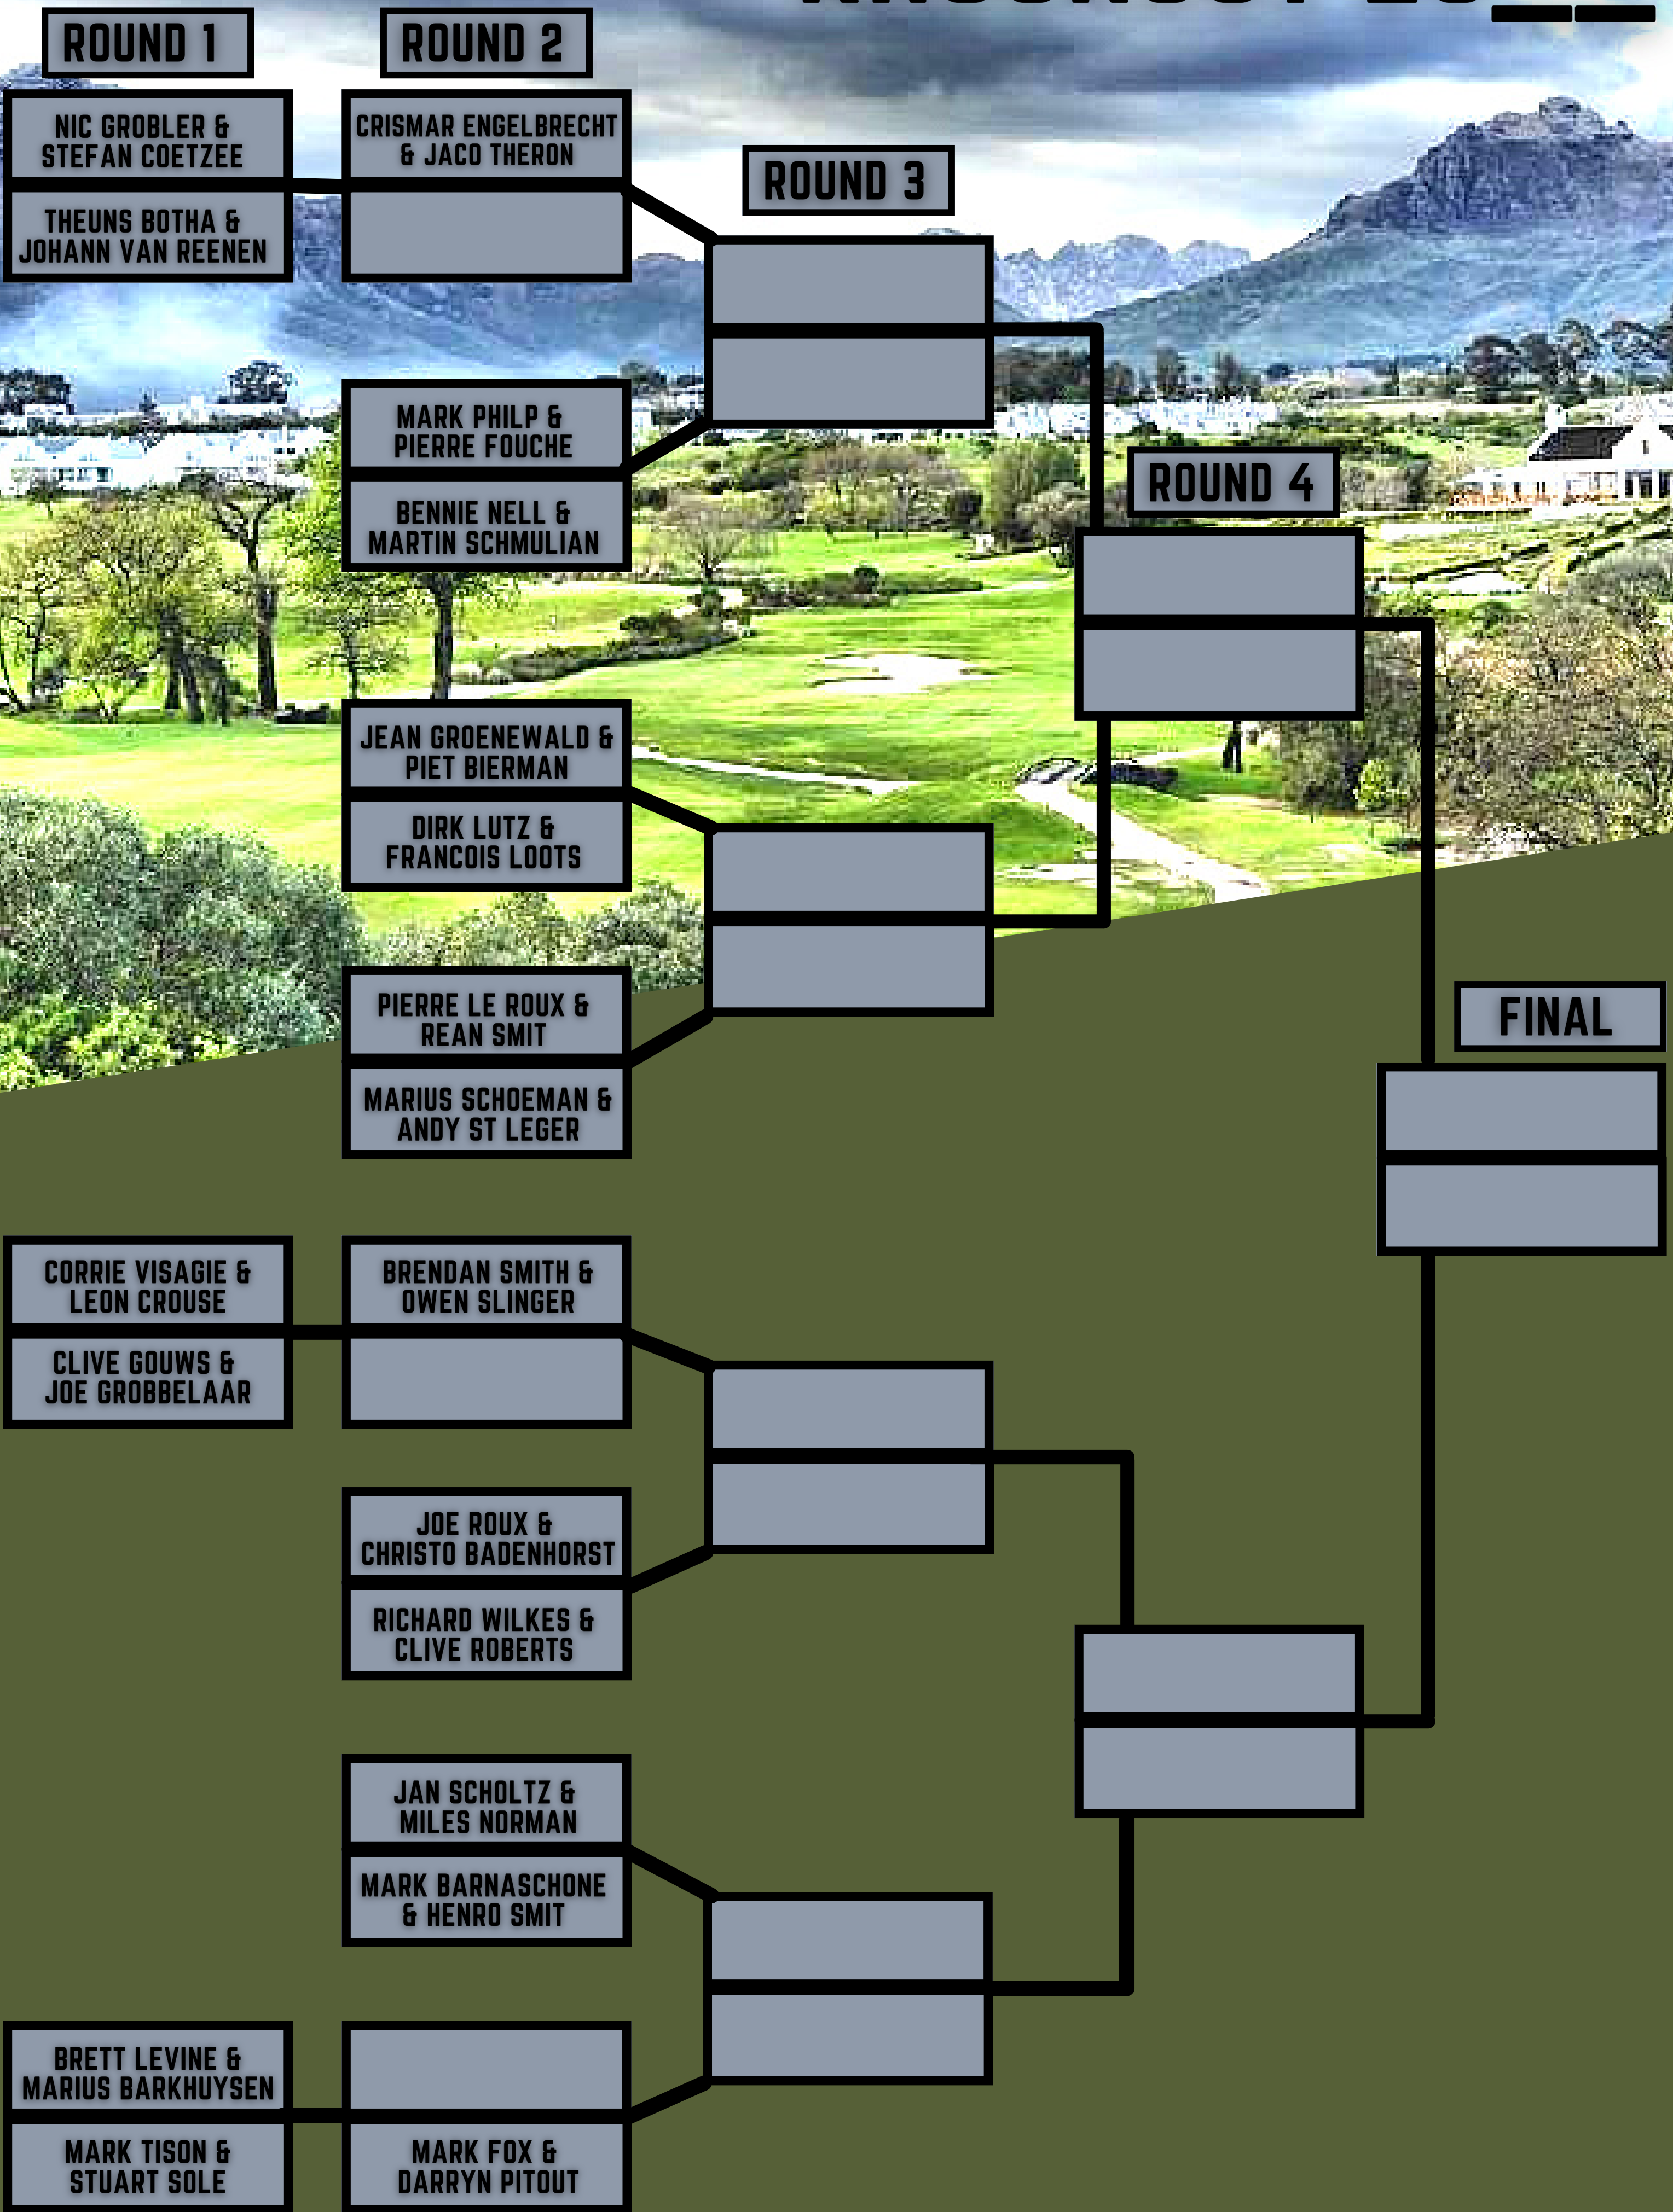 ROUND 1
ROUND 2
NIC GROBLER &
STEFAN COETZEE
THEUNS BOTHA &
JOHANN VAN REENEN
CRISMAR ENGELBRECHT
& JACO THERON
ROUND 3
MARK PHILP &
PIERRE FOUCHE
BENNIE NELL &
MARTIN SCHMULIAN
ROUND 4
JEAN GROENEWALD &
PIET BIERMAN
DIRK LUTZ &
FRANCOIS LOOTS
PIERRE LE ROUX &
REAN SMIT
MARIUS SCHOEMAN &
ANDY ST LEGER
FINAL
CORRIE VISAGIE &
LEON CROUSE
CLIVE GOUWS &
JOE GROBBELAAR
BRENDAN SMITH &
OWEN SLINGER
JOE ROUX &
CHRISTO BADENHORST
RICHARD WILKES &
CLIVE ROBERTS
JAN SCHOLTZ &
MILES NORMAN
MARK BARNASCHONE
& HENRO SMIT
BRETT LEVINE &
MARIUS BARKHUYSEN
MARK TISON &
STUART SOLE
MARK FOX &
DARRYN PITOUT